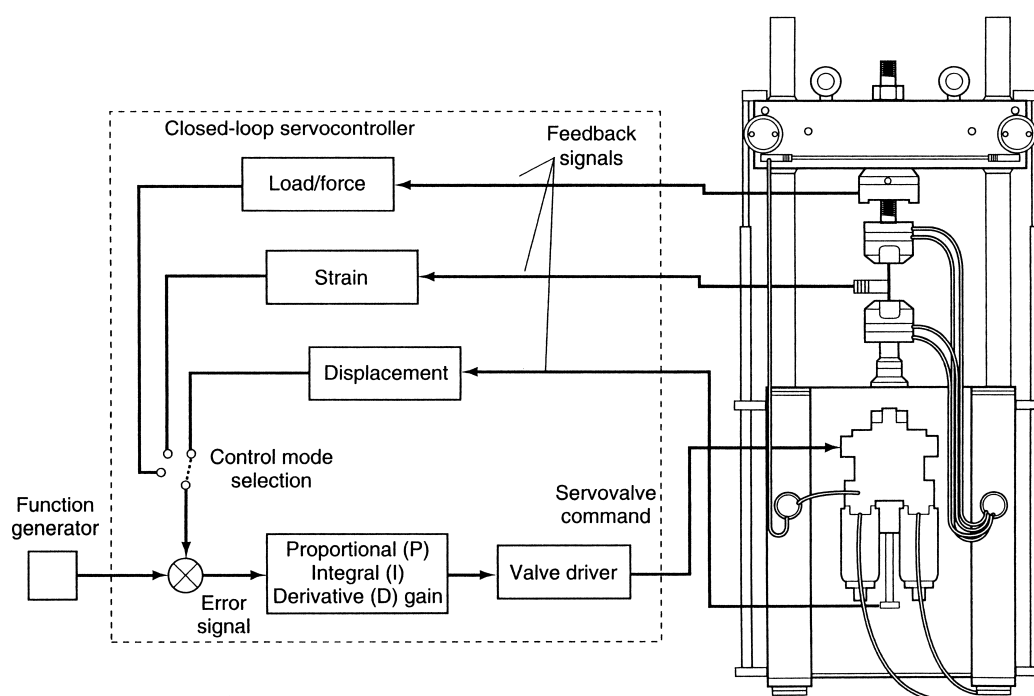 Closed-loop servocontroller
Feedback
signals
Load/force
Strain
Displacement
Control mode
selection
Servovalve
command
Function
generator
Proportional (P)
Integral (I)
Derivative (D) gain
Valve driver
Error
signal